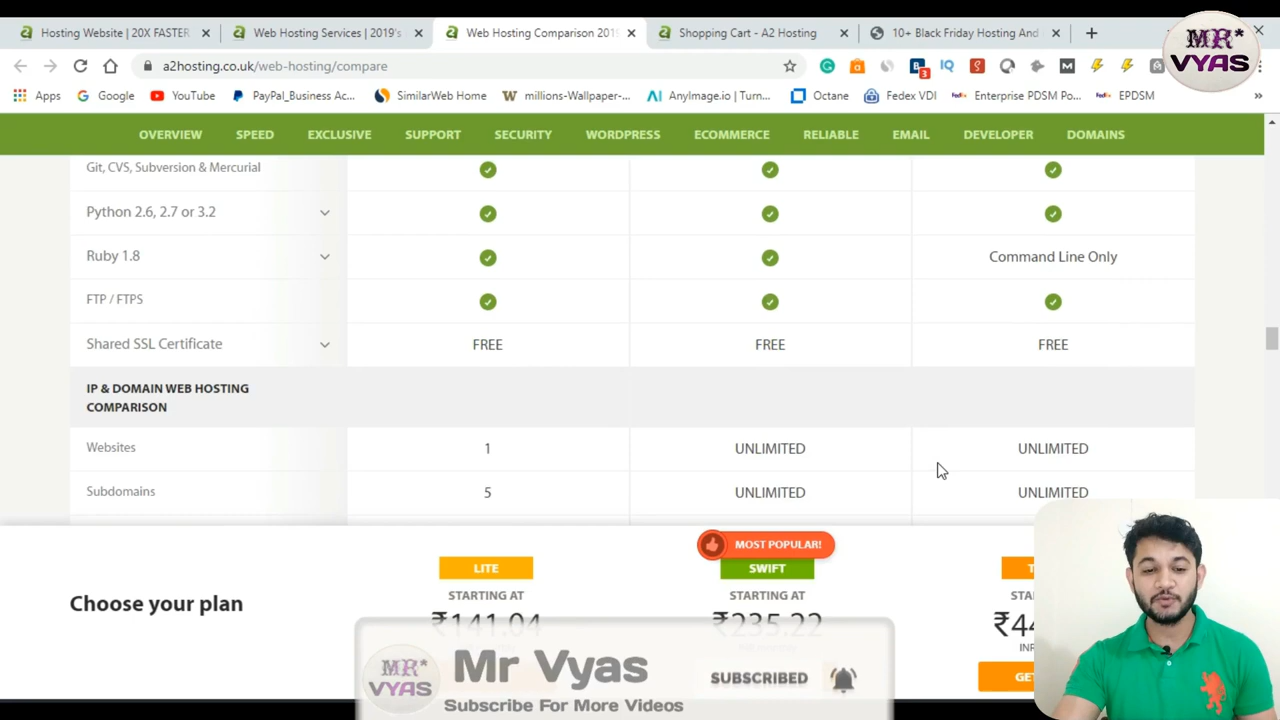 Hosting Website | 20X FASTER
Web Hosting Services | 2019's
Web Hosting Comparison 2019
Shopping Cart - A2 Hosting
10+ Black Friday Hosting And
MR*
VYAS
a2hosting.co.uk/web-hosting/compare
3
Apps
Google
YouTube
PayPal_Business Ac...
SimilarWeb Home
millions-Wallpaper-...
AnyImage.io | Turn...
Octane
Fedex VDI
Enterprise PDSM Po...
EPDSM
OVERVIEW
SPEED
EXCLUSIVE
SUPPORT
SECURITY
WORDPRESS
ECOMMERCE
RELIABLE
EMAIL
DEVELOPER
DOMAINS
Git, CVS, Subversion & Mercurial
Python 2.6, 2.7 or 3.2
Ruby 1.8
Command Line Only
FTP / FTPS
Shared SSL Certificate
FREE
FREE
FREE
IP & DOMAIN WEB HOSTING
COMPARISON
Websites
1
UNLIMITED
UNLIMITED
Subdomains
5
UNLIMITED
UNLIMITED
MOST POPULAR!
LITE
SWIFT
Choose your plan
STARTING AT
STARTING AT
₹141.04
₹235.22
MR*
VYAS
Mr Vyas
SUBSCRIBED
Subscribe For More Videos